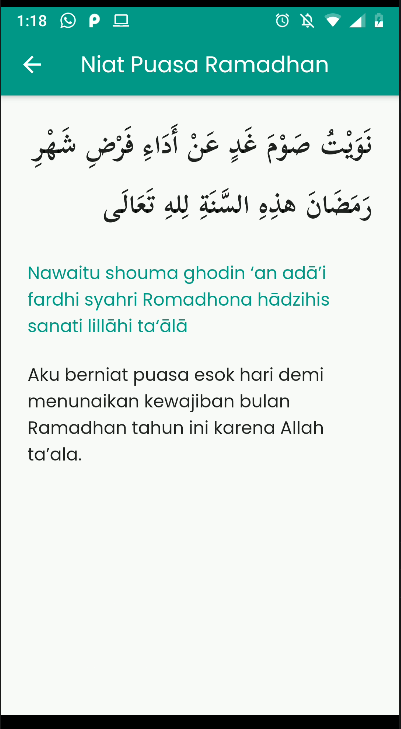 1:18
Niat Puasa Ramadhan
نَوَيْتُ صَوْمَ غَدٍ عَنْ أَدَاءِ فَرْضِ شَهْرِ
رَمَضَانَ هذِهِ السَّنَةِ لِلهِ تَعَالَى
Nawaitu shouma ghodin ‘an adā’i
fardhi syahri Romadhona hādzihis
sanati lillāhi ta‘ālā
Aku berniat puasa esok hari demi
menunaikan kewajiban bulan
Ramadhan tahun ini karena Allah
ta’ala.